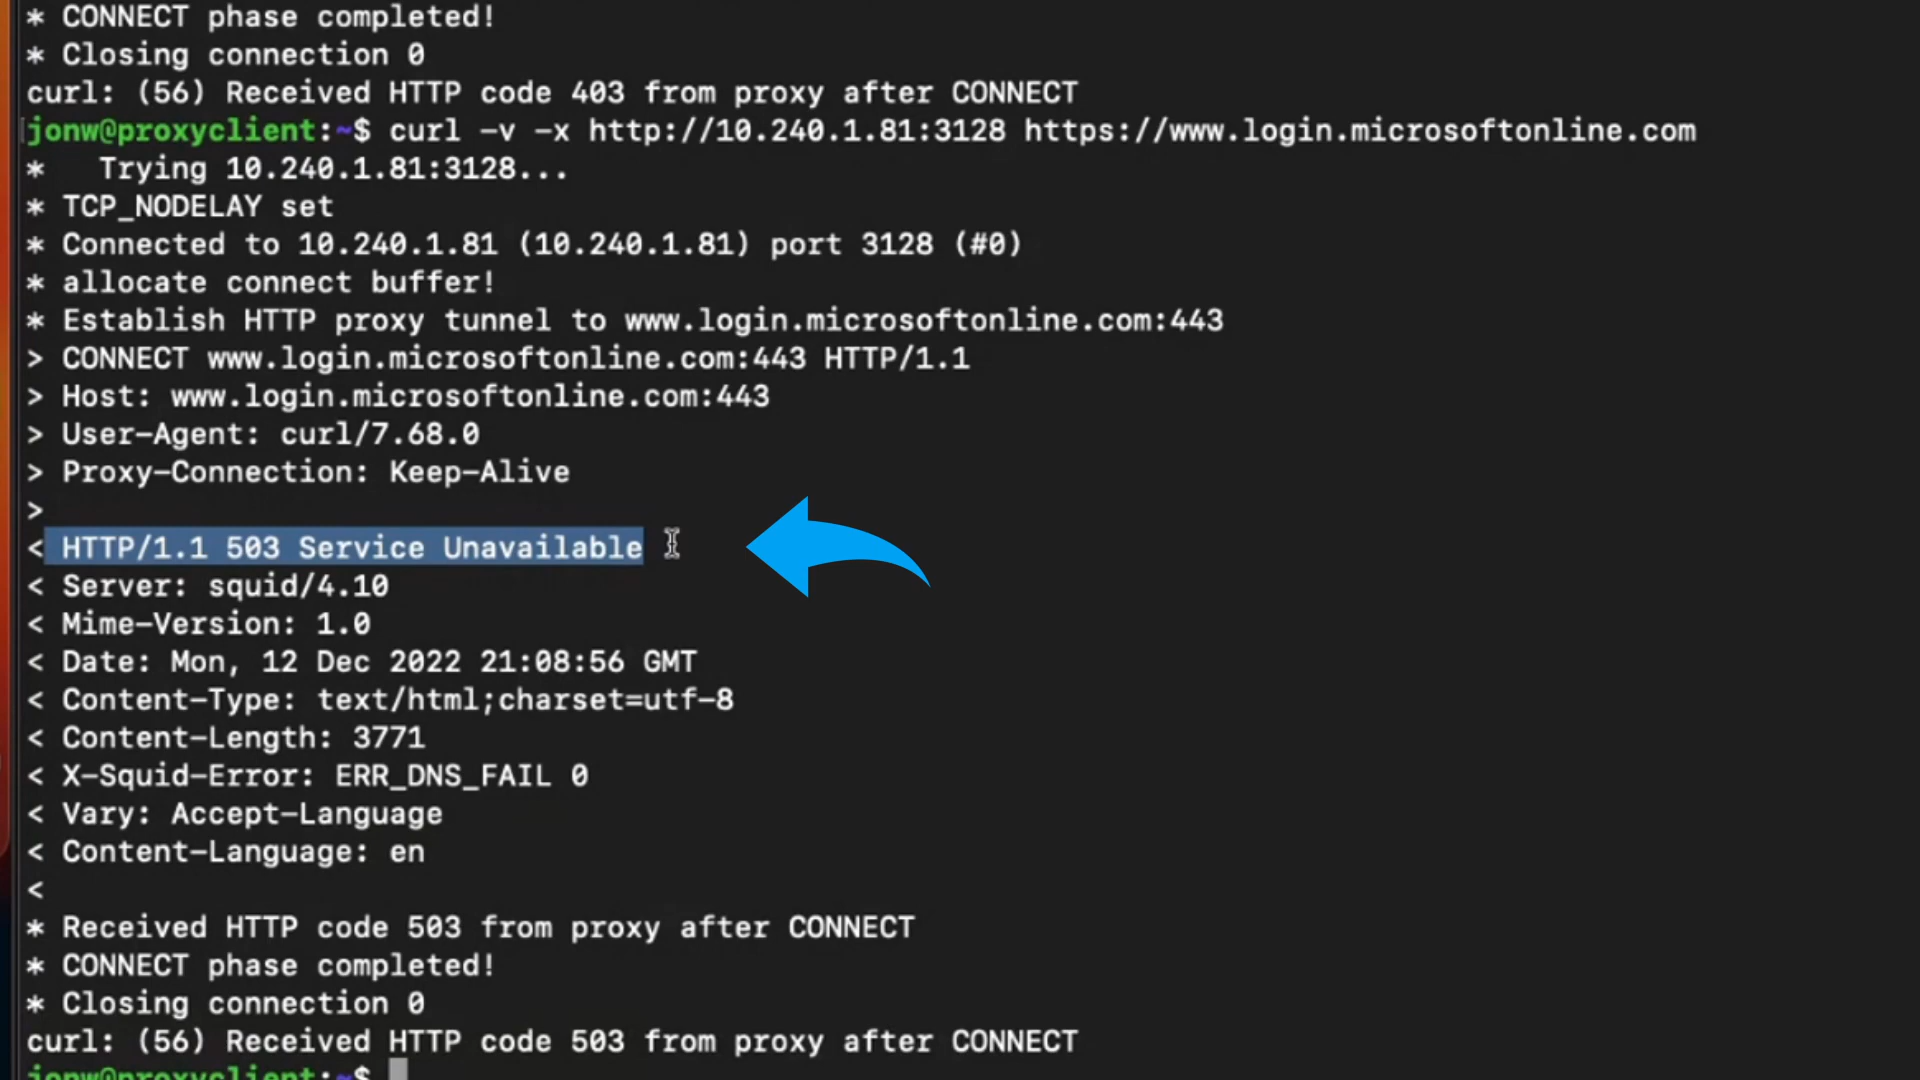 * CONNECT phase completed!
* Closing connection 0
curl: (56) Received HTTP code 403 from proxy after CONNECT
jonw@proxyclient:~$ curl -v -x http://10.240.1.81:3128 https://www.login.microsoftonline.com
*   Trying 10.240.1.81:3128...
* TCP_NODELAY set
* Connected to 10.240.1.81 (10.240.1.81) port 3128 (#0)
* allocate connect buffer!
* Establish HTTP proxy tunnel to www.login.microsoftonline.com:443
> CONNECT www.login.microsoftonline.com:443 HTTP/1.1
> Host: www.login.microsoftonline.com:443
> User-Agent: curl/7.68.0
> Proxy-Connection: Keep-Alive
>
< HTTP/1.1 503 Service Unavailable
< Server: squid/4.10
< Mime-Version: 1.0
< Date: Mon, 12 Dec 2022 21:08:56 GMT
< Content-Type: text/html;charset=utf-8
< Content-Length: 3771
< X-Squid-Error: ERR_DNS_FAIL 0
< Vary: Accept-Language
< Content-Language: en
<
* Received HTTP code 503 from proxy after CONNECT
* CONNECT phase completed!
* Closing connection 0
curl: (56) Received HTTP code 503 from proxy after CONNECT
jonw@proxyclient:~$